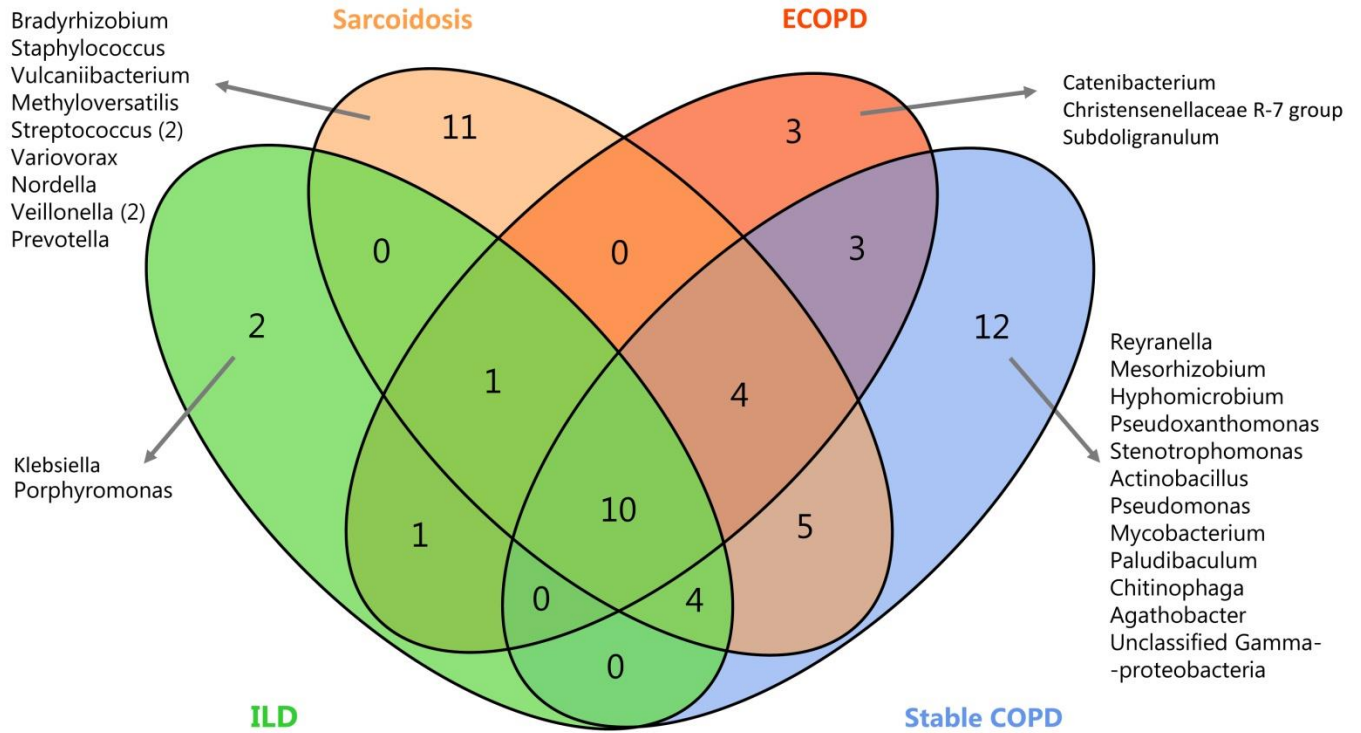 Sarcoidosis
ECOPD
Bradyrhizobium
Staphylococcus
Vulcaniibacterium
Methyloversatilis
Streptococcus (2)
Variovorax
Nordella
Veillonella (2)
Prevotella
Catenibacterium
Christensenellaceae R-7 group
Subdoligranulum
11
3
0
0
3
2
12
1
4
Klebsiella
Porphyromonas
Reyranella
Mesorhizobium
Hyphomicrobium
Pseudoxanthomonas
Stenotrophomonas
Actinobacillus
Pseudomonas
Mycobacterium
Paludibaculum
Chitinophaga
Agathobacter
Unclassified Gamma-
-proteobacteria
1
10
5
0
4
0
ILD
Stable COPD